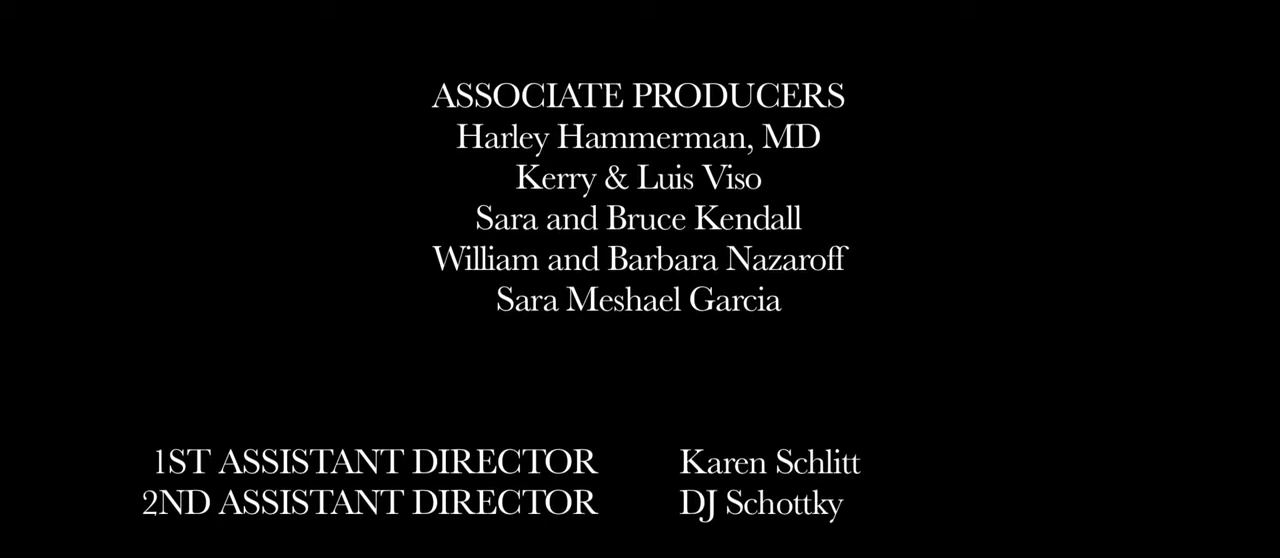 ASSOCIATE PRODUCERS
Harley Hammerman, MD
Kerry & Luis Viso
Sara and Bruce Kendall
William and Barbara Nazaroff
Sara Meshael Garcia
1ST ASSISTANT DIRECTOR Karen Schlitt
2ND ASSISTANT DIRECTOR DJ Schottky